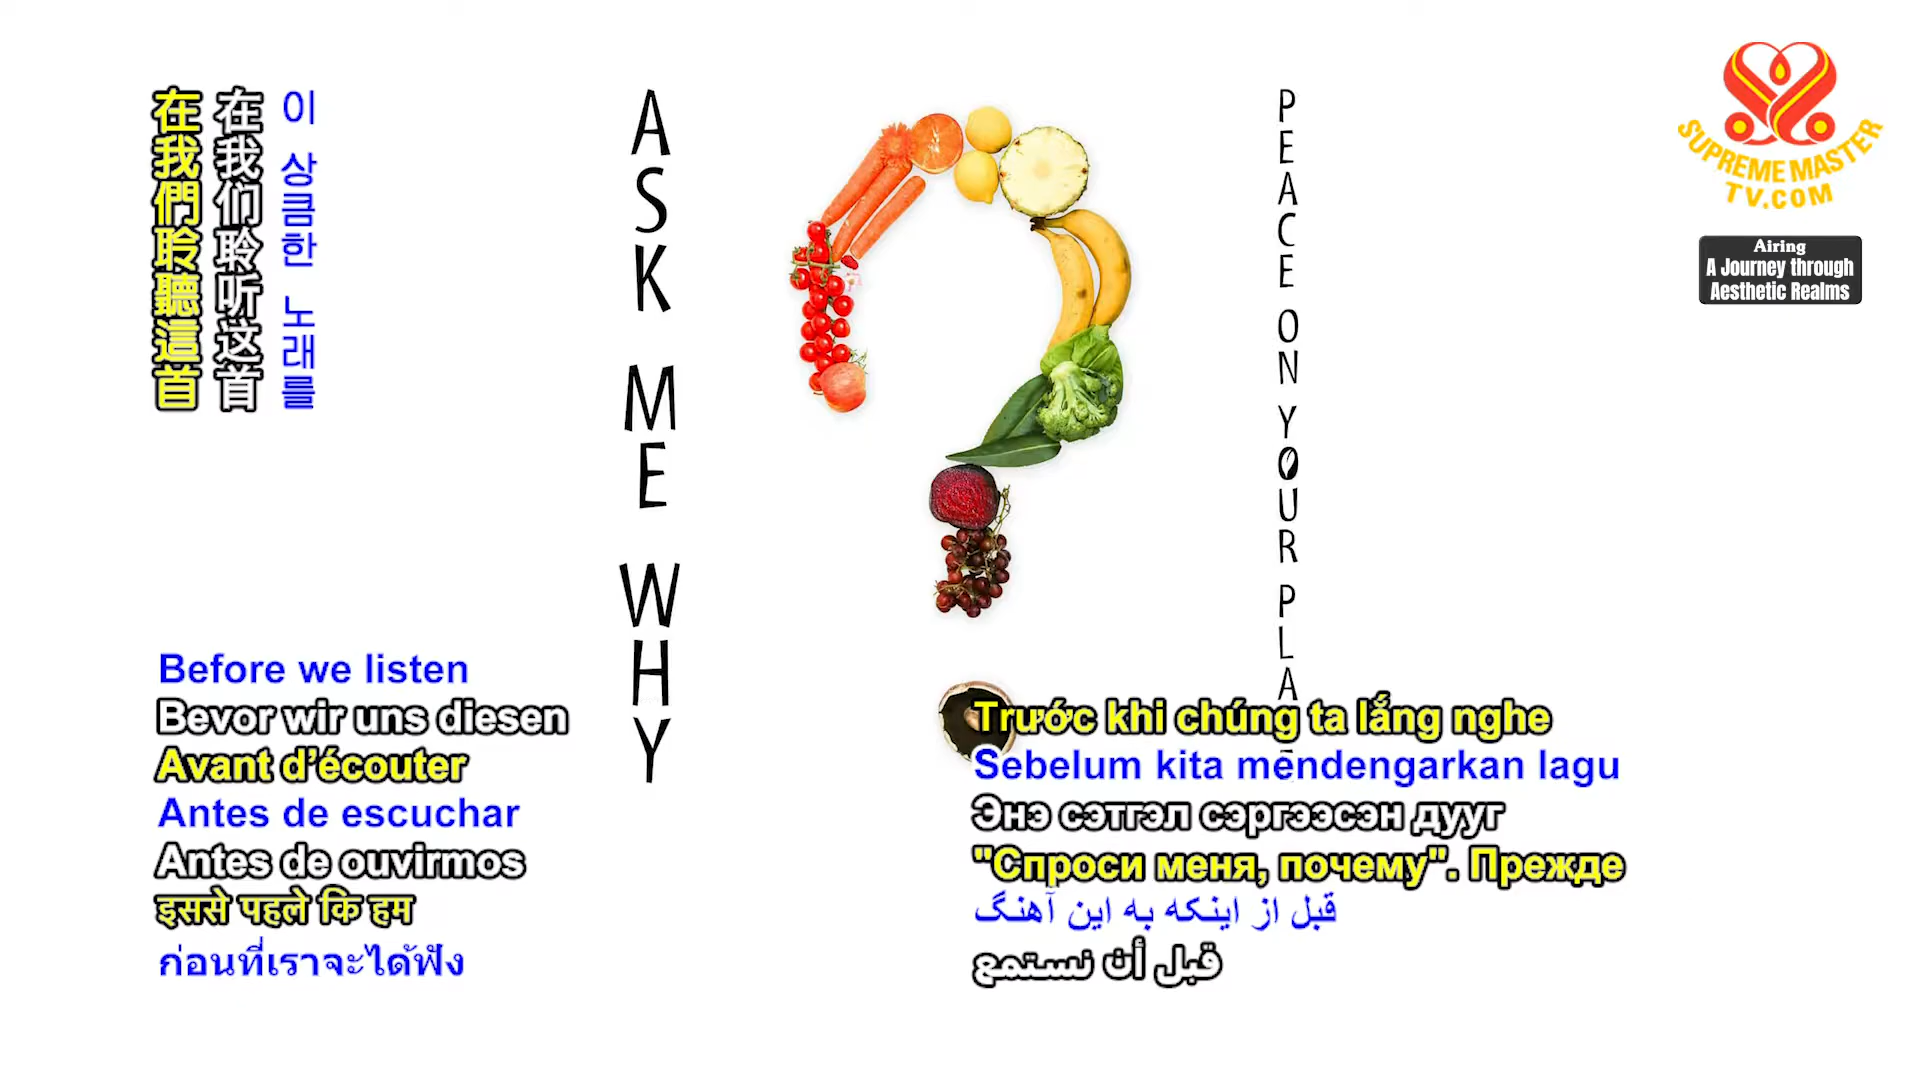 在我們聆聽這首
在我们聆听这首
이 상큼한 노래를
ASK ME WHY
PEACE ON YOUR PLA
SUPREME MASTER
TV.COM
Airing
A Journey through
Aesthetic Realms
Before we listen
Bevor wir uns diesen
Avant d’écouter
Antes de escuchar
Antes de ouvirmos
इससे पहले कि हम
ก่อนที่เราจะได้ฟัง
Trước khi chúng ta lắng nghe
Sebelum kita mendengarkan lagu
Энэ сэтгэл сэргээсэн дууг
"Спроси меня, почему". Прежде
قبل از اینکه به این آهنگ
قبل أن نستمع